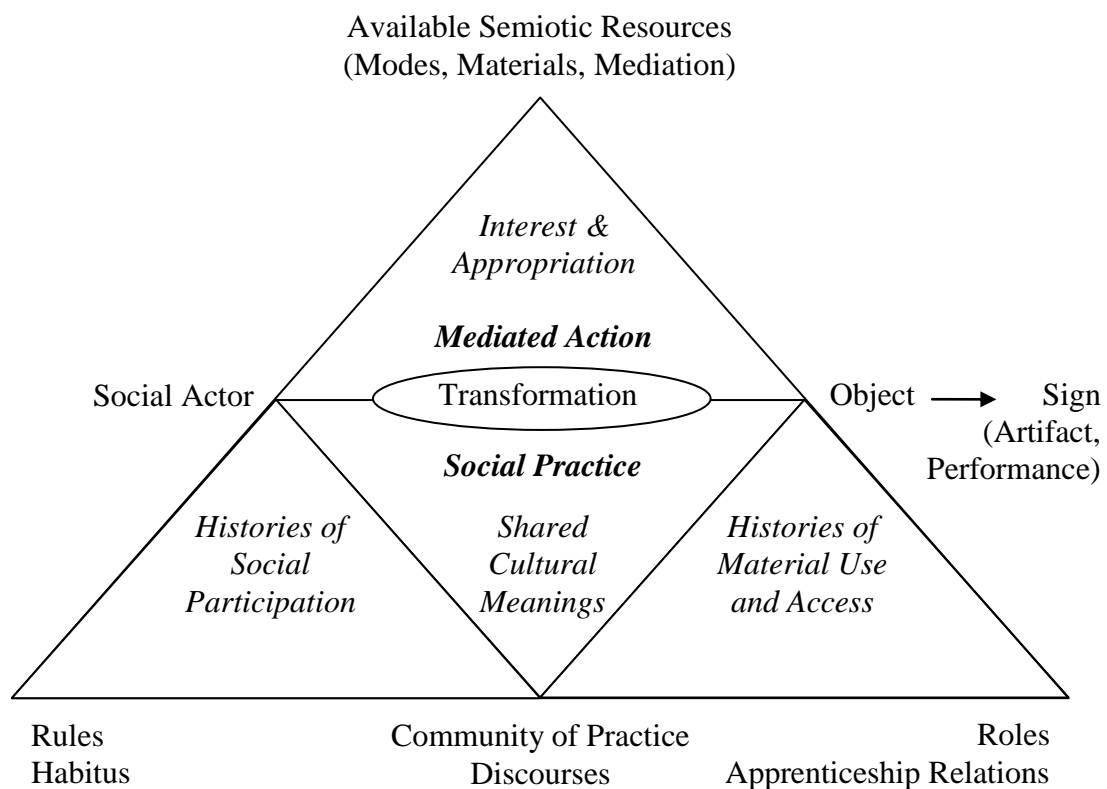 Available Semiotic Resources
(Modes, Materials, Mediation)
Interest &
Appropriation
Mediated Action
Social Actor
Transformation
Object
Sign
(Artifact,
Performance)
Social Practice
Histories of
Social
Participation
Shared
Cultural
Meanings
Histories of
Material Use
and Access
Rules
Habitus
Community of Practice
Discourses
Roles
Apprenticeship Relations